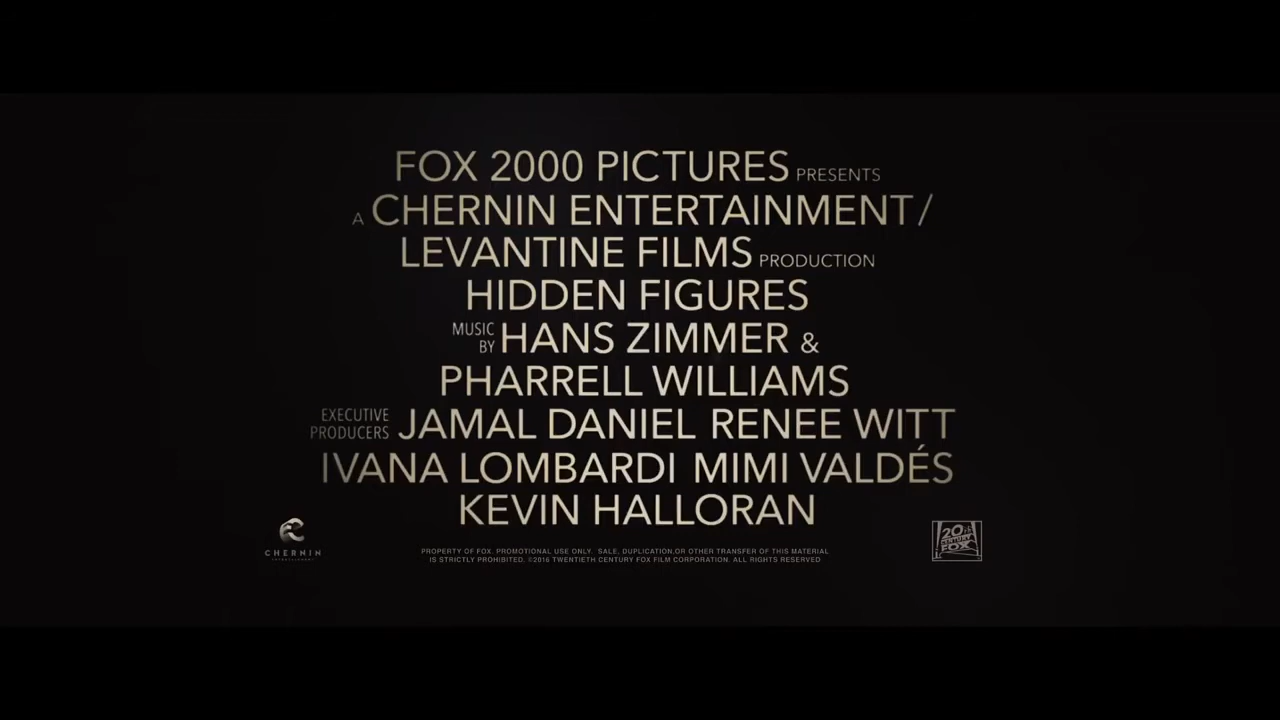 FOX 2000 PICTURES PRESENTS
A CHERNIN ENTERTAINMENT/
LEVANTINE FILMS PRODUCTION
HIDDEN FIGURES
MUSIC BY HANS ZIMMER &
PHARRELL WILLIAMS
EXECUTIVE PRODUCERS JAMAL DANIEL RENEE WITT
IVANA LOMBARDI MIMI VALDÉS
KEVIN HALLORAN
CHERNIN
ENTERTAINMENT
PROPERTY OF FOX. PROMOTIONAL USE ONLY. SALE, DUPLICATION,OR OTHER TRANSFER OF THIS MATERIAL
IS STRICTLY PROHIBITED. ©2016 TWENTIETH CENTURY FOX FILM CORPORATION. ALL RIGHTS RESERVED
20th
CENTURY
FOX